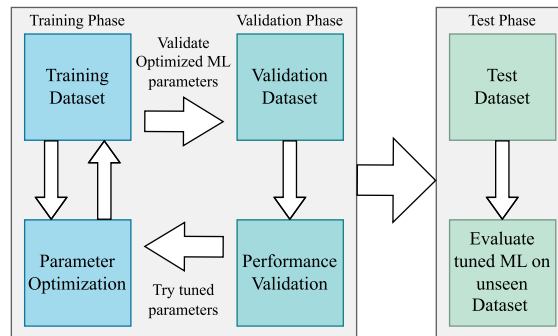 Training Phase
Validation Phase
Test Phase
Training
Dataset
Validate
Optimized ML
parameters
Validation
Dataset
Test
Dataset
Parameter
Optimization
Try tuned
parameters
Performance
Validation
Evaluate
tuned ML on
unseen
Dataset